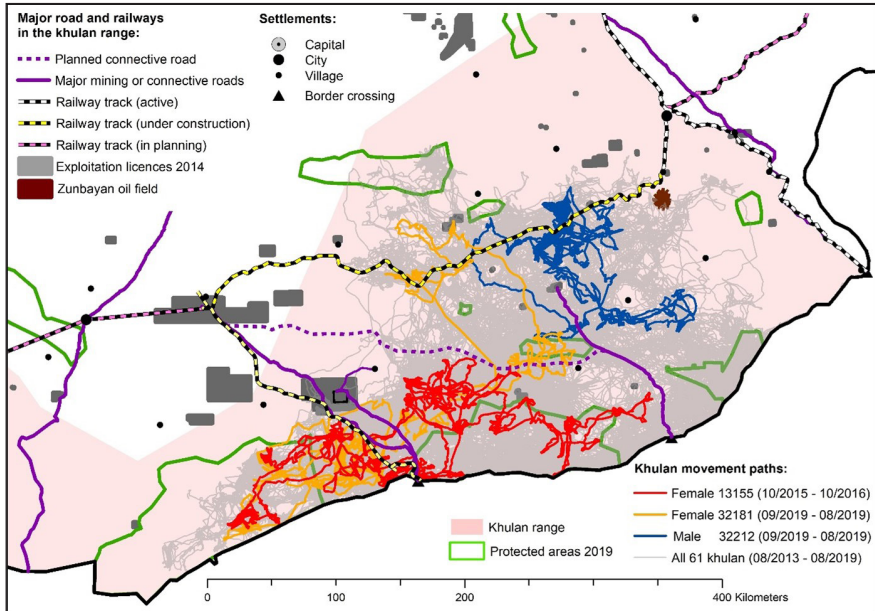 Major road and railways
in the khulan range:
Planned connective road
Major mining or connective roads
Railway track (active)
Railway track (under construction)
Railway track (in planning)
Exploitation licences 2014
Zunbayan oil field
Settlements:
Capital
City
Village
Border crossing
Khulan movement paths:
Female 13155 (10/2015 - 10/2016)
Female 32181 (09/2019 - 08/2019)
Male 32212 (09/2019 - 08/2019)
All 61 khulan (08/2013 - 08/2019)
Khulan range
Protected areas 2019
0 100 200 400 Kilometers